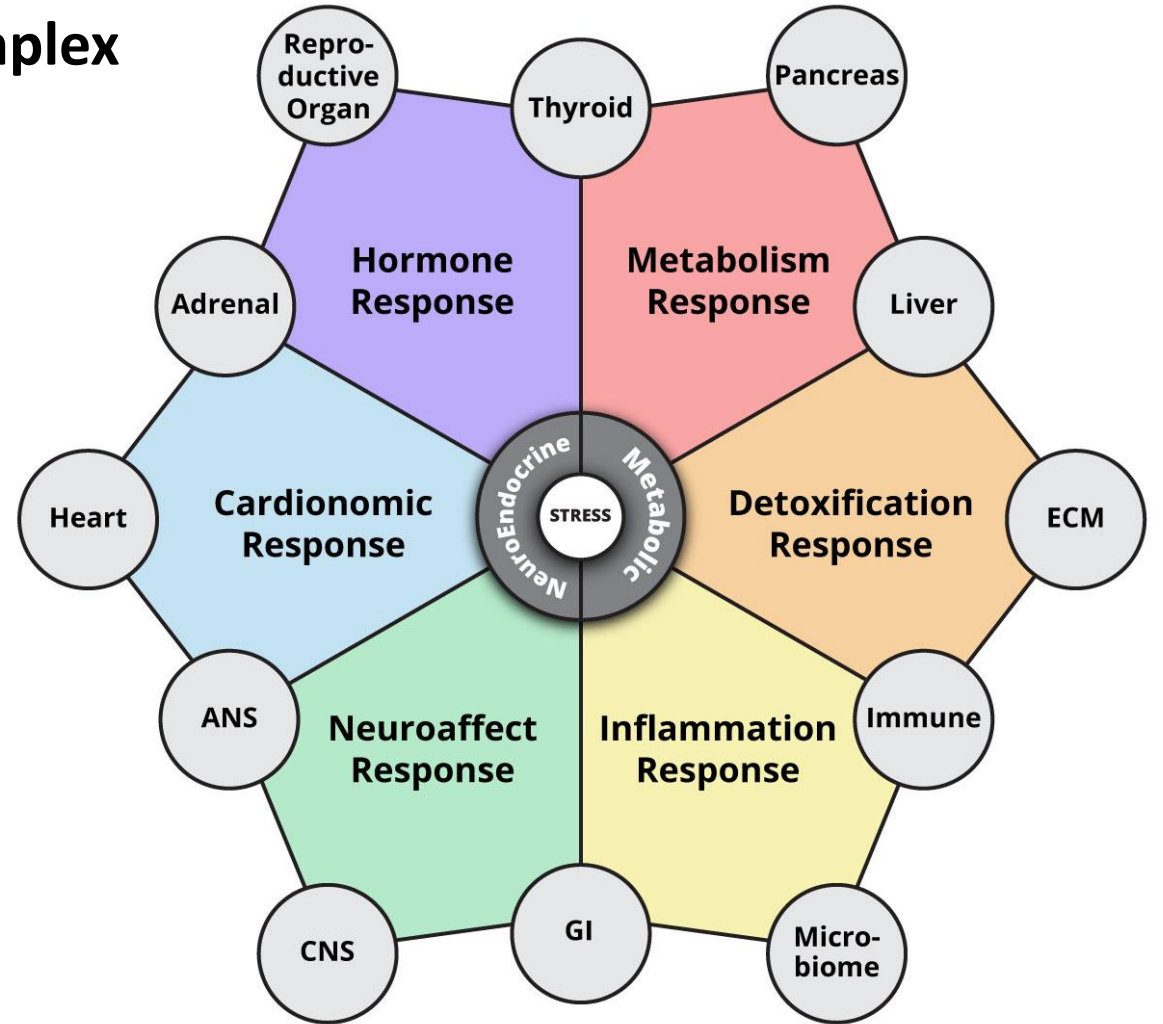 Repro-
ductive
Organ
Thyroid
Pancreas
Hormone
Response
Metabolism
Response
Adrenal
Liver
NeuroEndocrine
Metabolic
STRESS
Heart
Cardionomic
Response
Detoxification
Response
ECM
ANS
Neuroaffect
Response
Inflammation
Response
Immune
CNS
GI
Micro-
biome